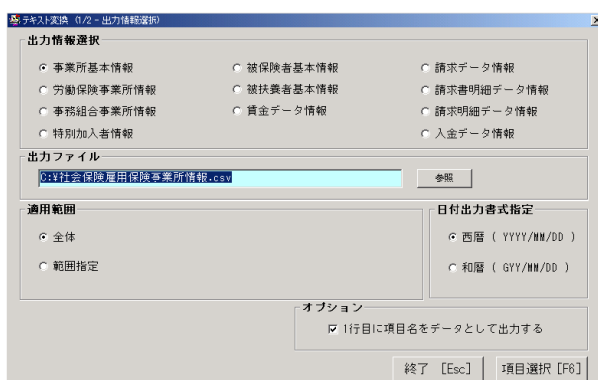 テキスト変換 (1/2 - 出力情報選択)
出力情報選択
事業所基本情報
被保険者基本情報
請求データ情報
労働保険事業所情報
被扶養者基本情報
請求書明細データ情報
事務組合事業所情報
賃金データ情報
請求明細データ情報
特別加入者情報
入金データ情報
出力ファイル
C:¥社会保険雇用保険事業所情報.csv
参照
適用範囲
日付出力書式指定
全体
西暦 ( YYYY/MM/DD )
範囲指定
和暦 ( GYY/MM/DD )
オプション
1行目に項目名をデータとして出力する
終了 [Esc]
項目選択 [F6]